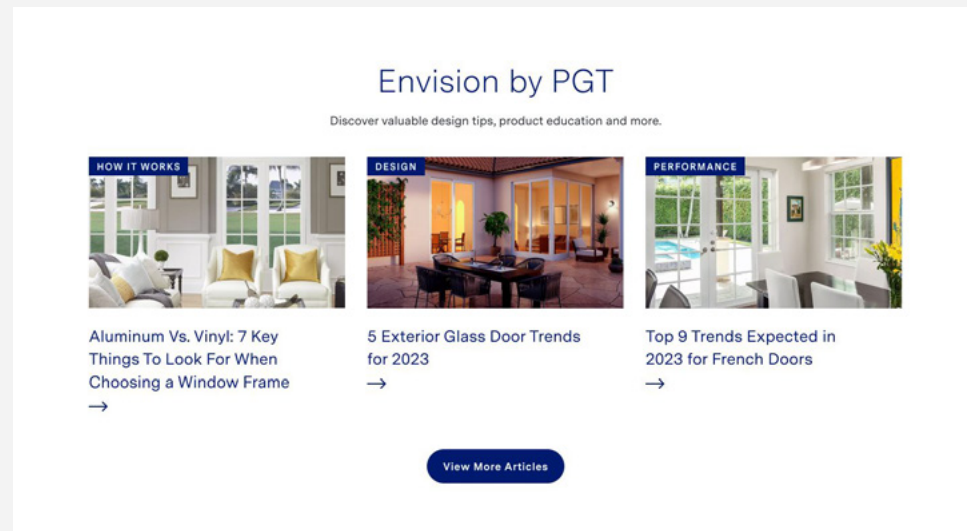 Envision by PGT
Discover valuable design tips, product education and more.
HOW IT WORKS
Aluminum Vs. Vinyl: 7 Key
Things To Look For When
Choosing a Window Frame
DESIGN
5 Exterior Glass Door Trends
for 2023
PERFORMANCE
Top 9 Trends Expected in
2023 for French Doors
View More Articles